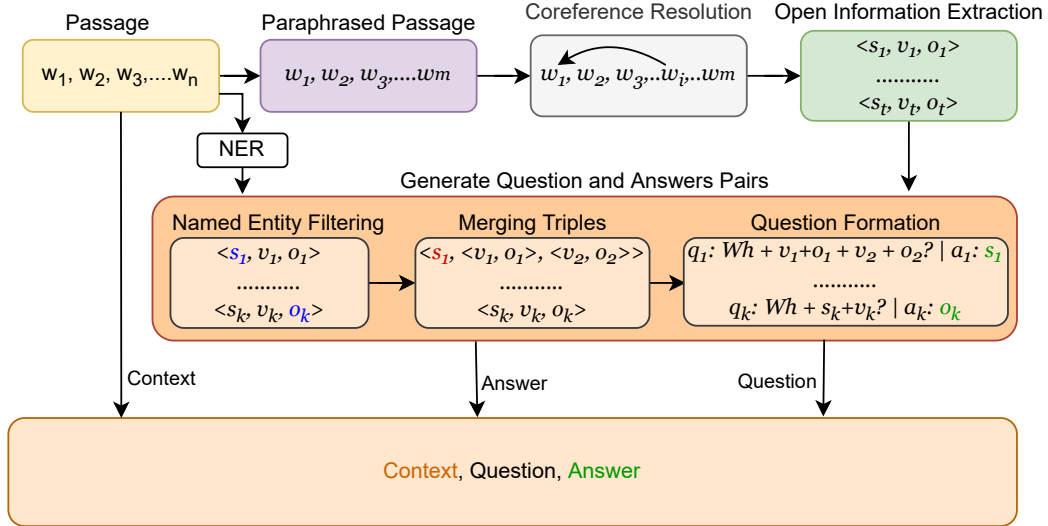 Passage
Paraphrased Passage
Coreference Resolution
Open Information Extraction
w1, w2, w3,....wn
w1, w2, w3,....wm
w1, w2, w3,..wi,..wm
<s1, v1, o1>
...........
<st, vt, ot>
NER
Generate Question and Answers Pairs
Named Entity Filtering
Merging Triples
Question Formation
<s1, v1, o1>
...........
<sk, vk, ok>
<s1, <v1, o1>, <v2, o2>>
...........
<sk, vk, ok>
q1: Wh + v1+o1 + v2 + o2? | a1: s1
...........
qk: Wh + sk+vk? | ak: ok
Context
Answer
Question
Context, Question, Answer